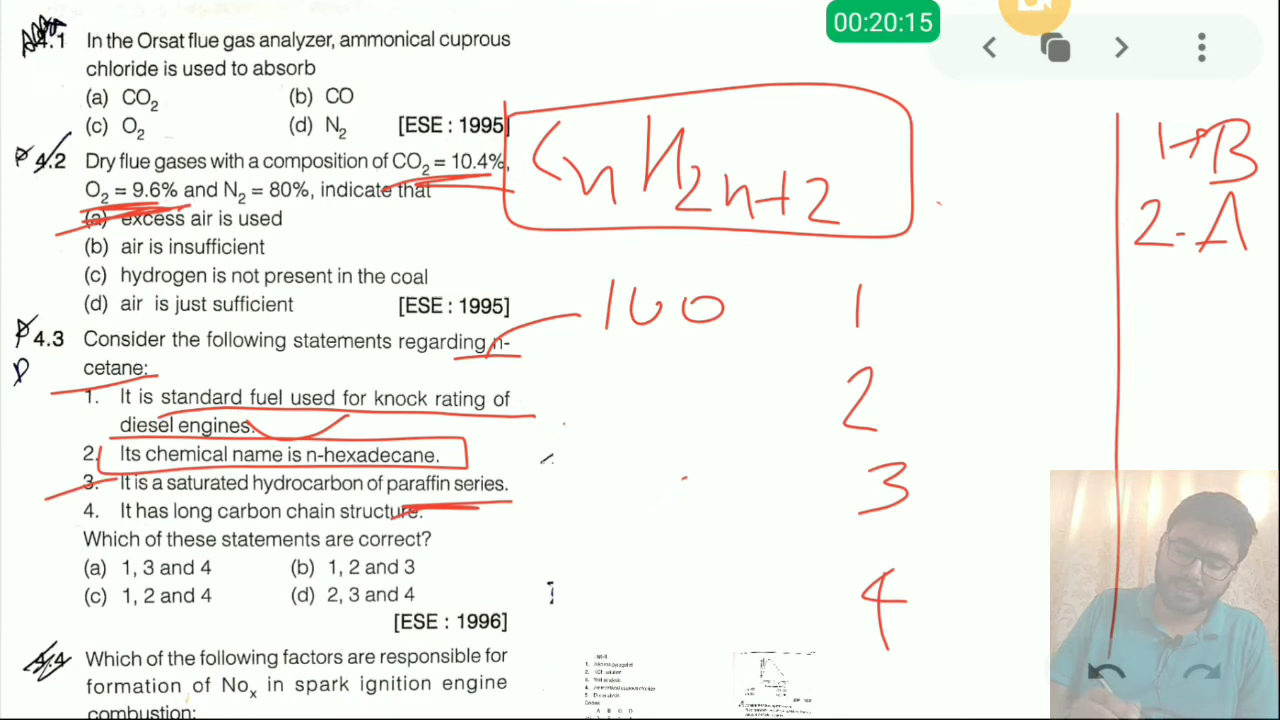 00:20:15
4.1 In the Orsat flue gas analyzer, ammonical cuprous
chloride is used to absorb
(a) CO₂ (b) CO
(c) O₂ (d) N₂ [ESE : 1995]
4.2 Dry flue gases with a composition of CO₂ = 10.4%,
O₂ = 9.6% and N₂ = 80%, indicate that
(a) excess air is used
(b) air is insufficient
(c) hydrogen is not present in the coal
(d) air is just sufficient [ESE : 1995]
4.3 Consider the following statements regarding n-
cetane:
1. It is standard fuel used for knock rating of
diesel engines.
2. Its chemical name is n-hexadecane.
3. It is a saturated hydrocarbon of paraffin series.
4. It has long carbon chain structure.
Which of these statements are correct?
(a) 1, 3 and 4 (b) 1, 2 and 3
(c) 1, 2 and 4 (d) 2, 3 and 4
[ESE : 1996]
4.4 Which of the following factors are responsible for
formation of Noₓ in spark ignition engine
combustion:
CnH2n+2
100 1
2
3
4
1→B
2-A